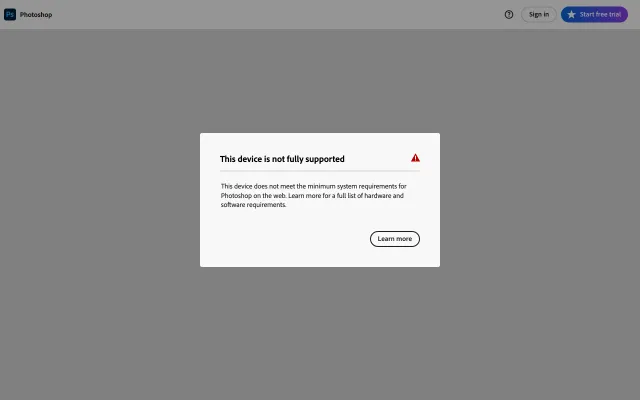 Ps Photoshop
Sign in
Start free trial
This device is not fully supported
This device does not meet the minimum system requirements for
Photoshop on the web. Learn more for a full list of hardware and
software requirements.
Learn more